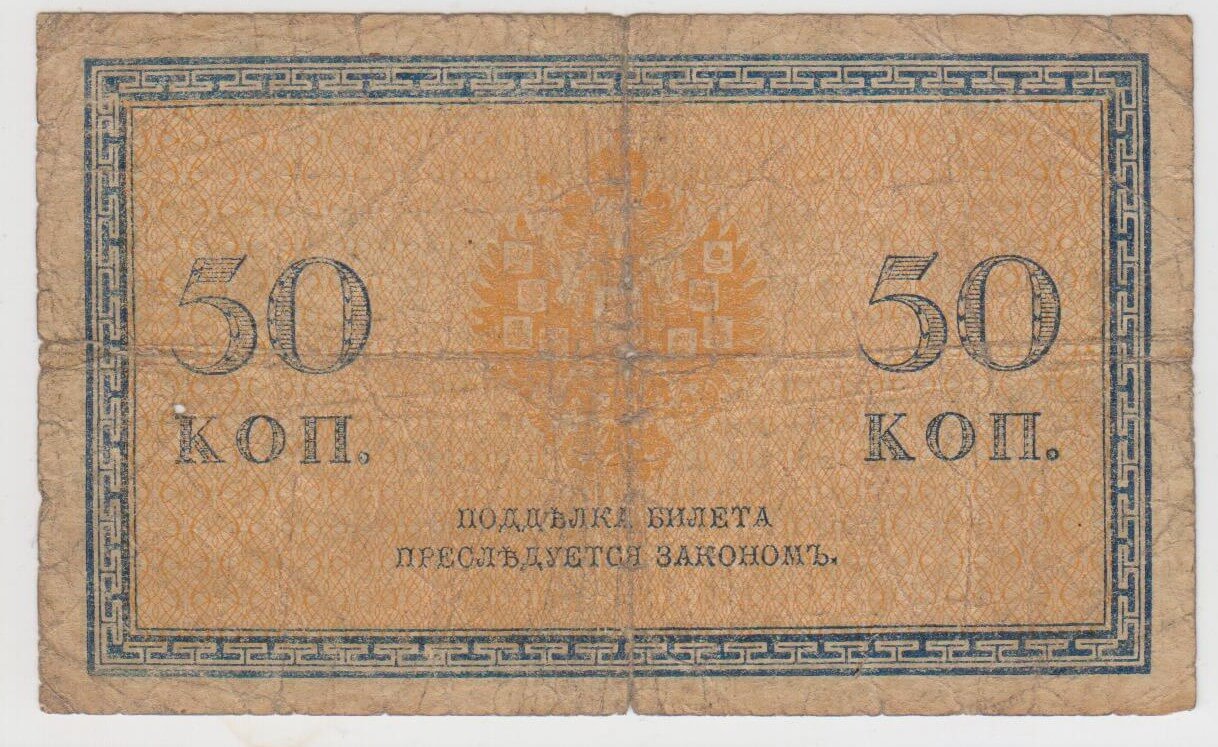 50 50
КОП. КОП.
ПОДДѢЛКА БИЛЕТА
ПРЕСЛѢДУЕТСЯ ЗАКОНОМЪ.